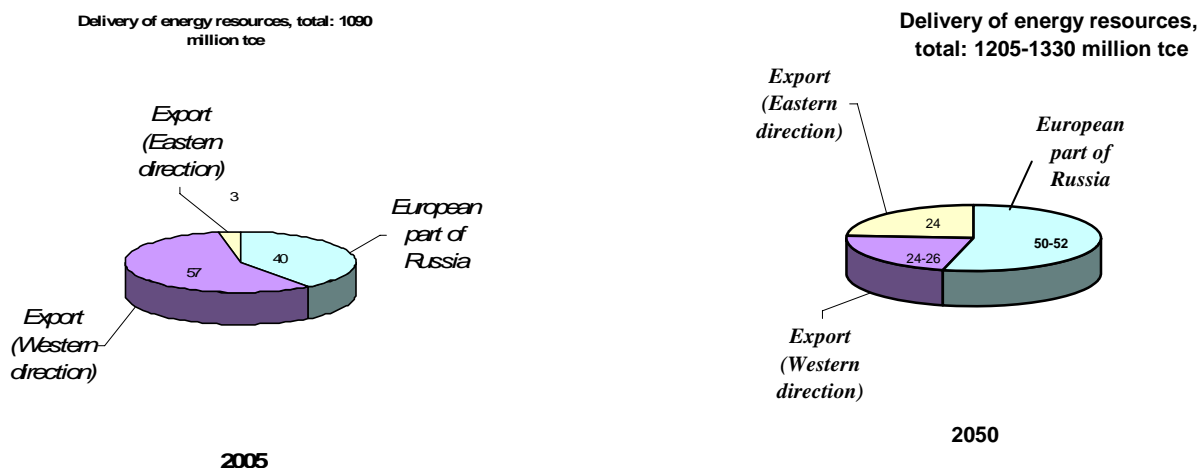 Delivery of energy resources, total: 1090
million tce
Export
(Eastern
direction)
3
European
part of
Russia
40
57
Export
(Western
direction)
2005
Delivery of energy resources,
total: 1205-1330 million tce
Export
(Eastern
direction)
European
part of
Russia
24
50-52
24-26
Export
(Western
direction)
2050